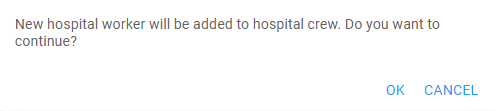 New hospital worker will be added to hospital crew. Do you want to
continue?
OK CANCEL